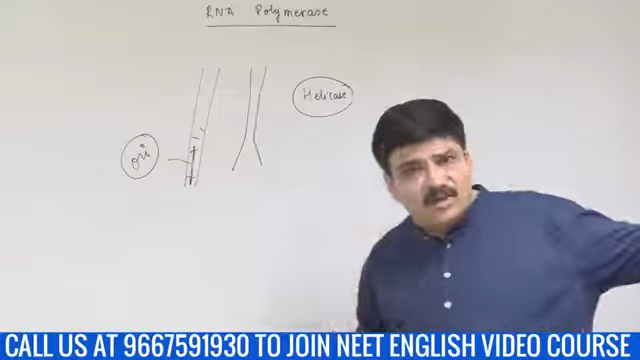 RNA Polymerase
Helicase
ori
CALL US AT 9667591930 TO JOIN NEET ENGLISH VIDEO COURSE